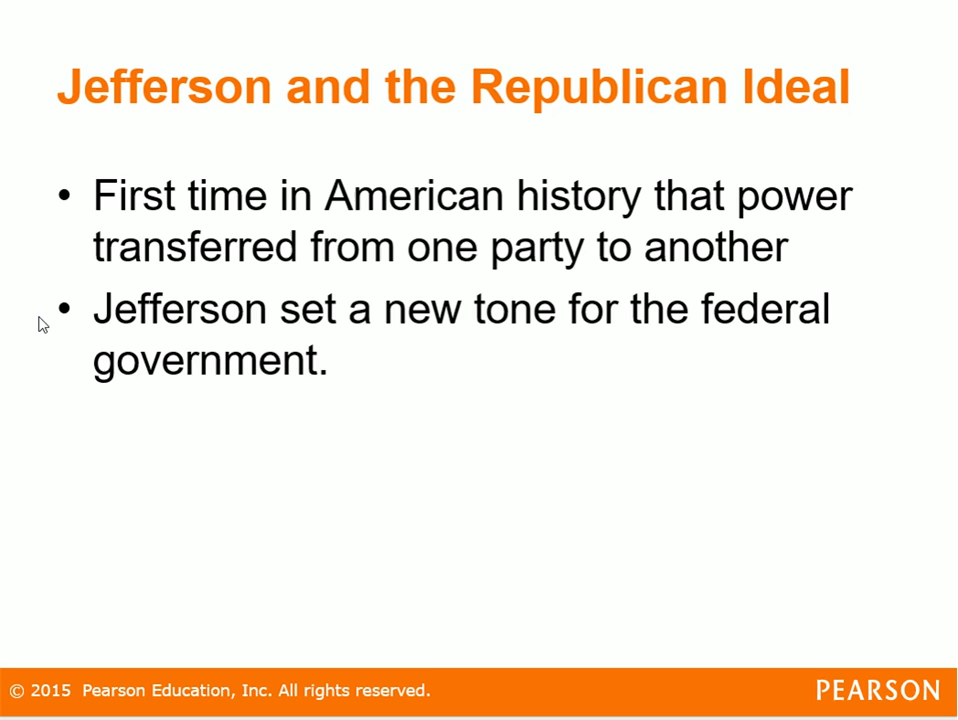 Jefferson and the Republican Ideal
• First time in American history that power
transferred from one party to another
• Jefferson set a new tone for the federal
government.
© 2015 Pearson Education, Inc. All rights reserved.
PEARSON